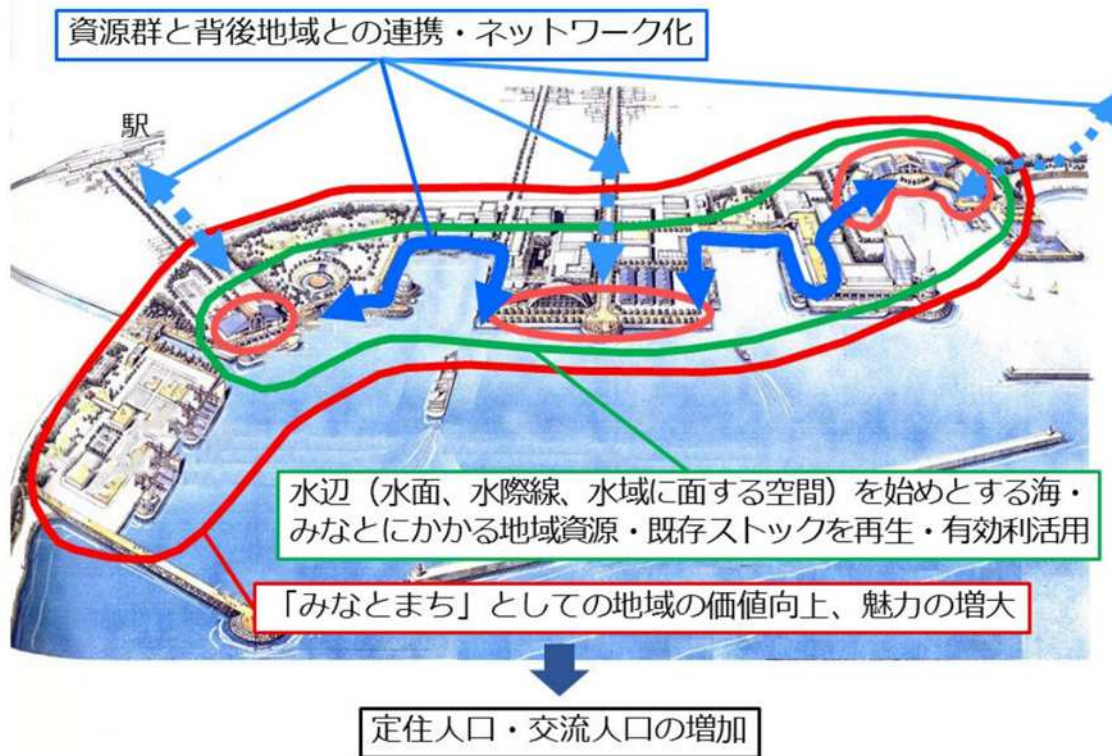 資源群と背後地域との連携・ネットワーク化
駅
水辺（水面、水際線、水域に面する空間）を始めとする海・
みなとにかかる地域資源・既存ストックを再生・有効利活用
「みなとまち」としての地域の価値向上、魅力の増大
定住人口・交流人口の増加